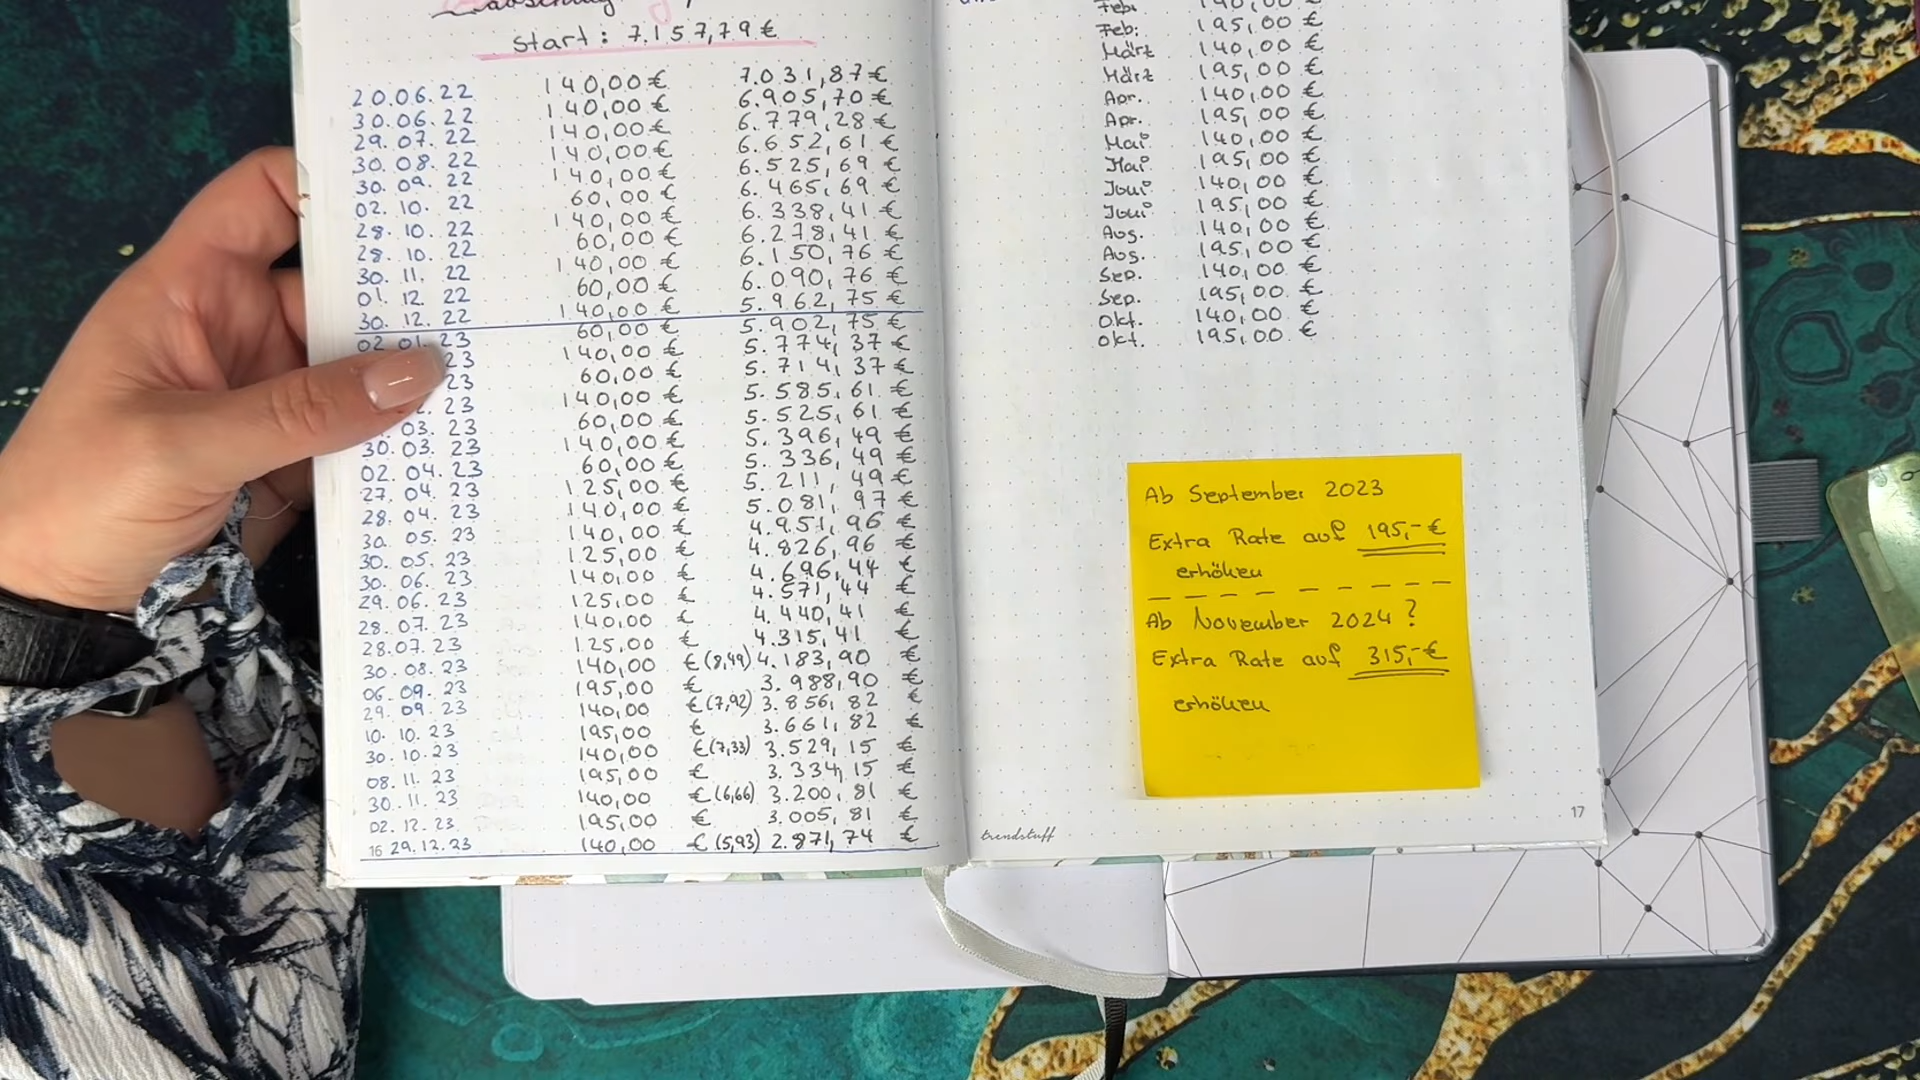 Start: 7.157,79 €
20.06.22 140,00 € 7.031,87 €
30.06.22 140,00 € 6.905,70 €
29.07.22 140,00 € 6.779,28 €
30.08.22 140,00 € 6.652,61 €
30.09.22 140,00 € 6.525,69 €
02.10.22 60,00 € 6.465,69 €
28.10.22 140,00 € 6.338,41 €
28.10.22 60,00 € 6.278,41 €
30.11.22 140,00 € 6.150,76 €
01.12.22 60,00 € 6.090,76 €
30.12.22 140,00 € 5.962,75 €
02.01.23 60,00 € 5.902,75 €
23 140,00 € 5.774,37 €
23 60,00 € 5.714,37 €
23 140,00 € 5.585,61 €
03.23 60,00 € 5.525,61 €
30.03.23 140,00 € 5.396,49 €
02.04.23 60,00 € 5.336,49 €
27.04.23 125,00 € 5.211,49 €
28.04.23 140,00 € 5.081,97 €
30.05.23 140,00 € 4.951,96 €
30.05.23 125,00 € 4.826,96 €
30.06.23 140,00 € 4.696,44 €
29.06.23 125,00 € 4.571,44 €
28.07.23 140,00 € 4.440,41 €
28.07.23 125,00 € 4.315,41 €
30.08.23 140,00 € (8,49) 4.183,90 €
06.09.23 195,00 € 3.988,90 €
29.09.23 140,00 € (7,92) 3.856,82 €
10.10.23 195,00 € 3.661,82 €
30.10.23 140,00 € (7,33) 3.529,15 €
08.11.23 195,00 € 3.334,15 €
30.11.23 140,00 € (6,66) 3.200,81 €
02.12.23 195,00 € 3.005,81 €
29.12.23 140,00 € (5,93) 2.871,74 €
16
Feb. 140,00 €
Feb. 195,00 €
März 140,00 €
März 195,00 €
Apr. 140,00 €
Apr. 195,00 €
Mai 140,00 €
Mai 195,00 €
Juni 140,00 €
Juni 195,00 €
Aug. 140,00 €
Aug. 195,00 €
Sep. 140,00 €
Sep. 195,00 €
Okt. 140,00 €
Okt. 195,00 €
Ab September 2023
Extra Rate auf 195,- €
erhöhen
Ab November 2024?
Extra Rate auf 315,- €
erhöhen
trendstuff
17